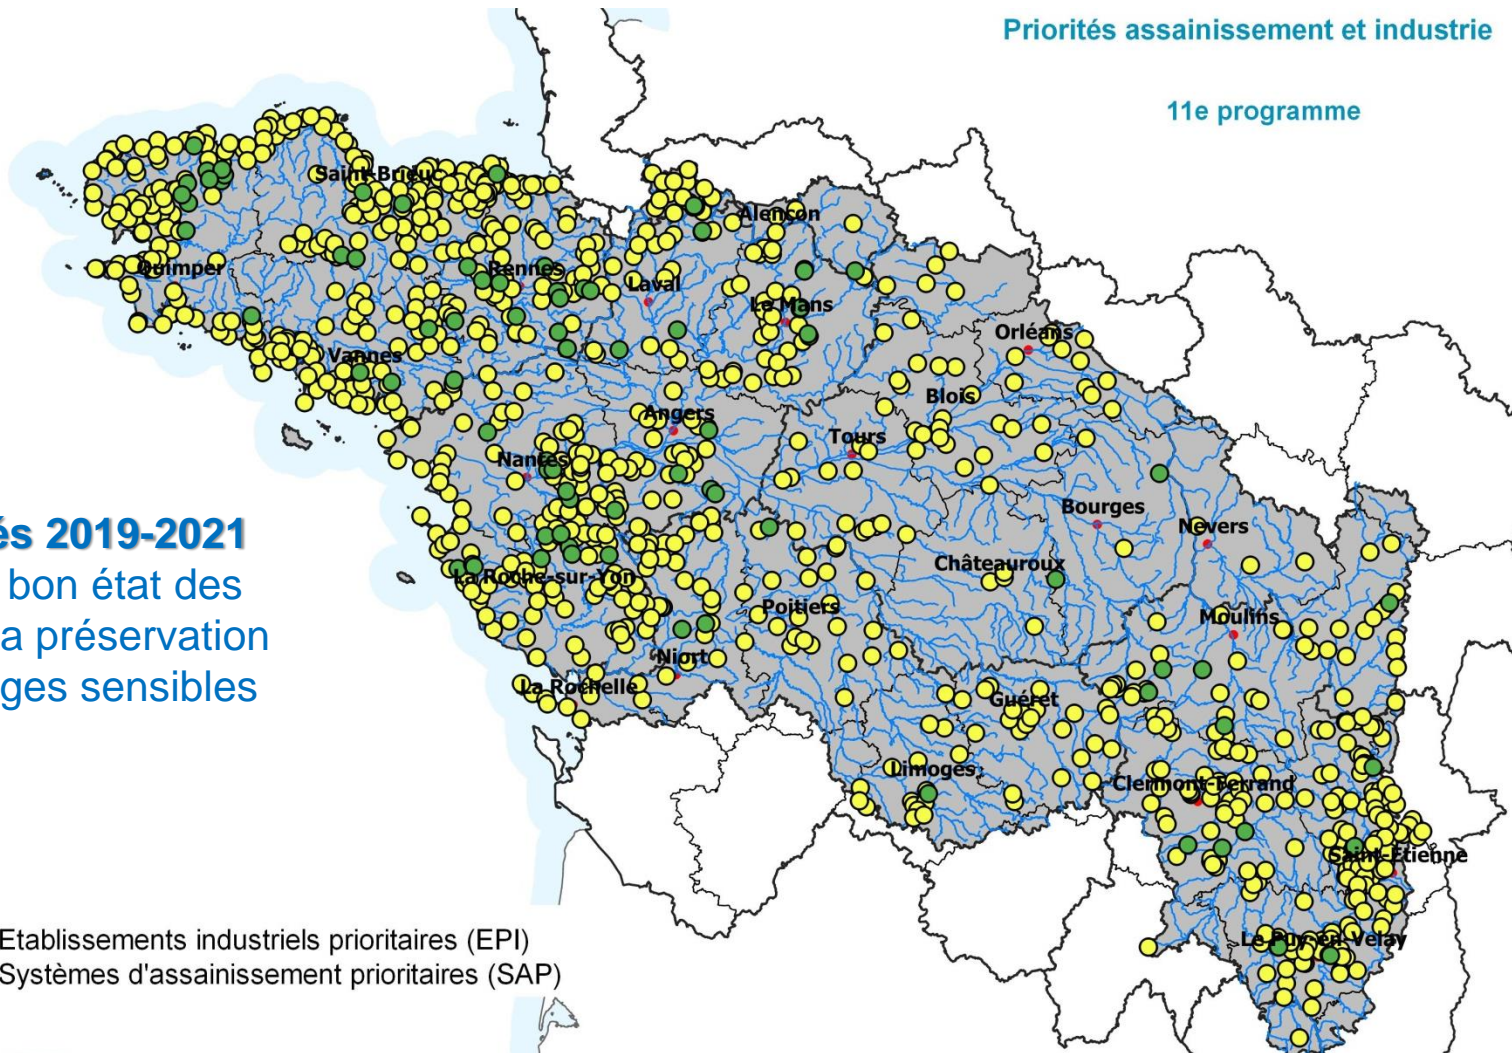 Priorités assainissement et industrie
11e programme
Saint-Brieuc
Alençon
Quimper
Rennes
Laval
Le Mans
Orléans
Vannes
Blois
Angers
Tours
Nantes
Bourges
Nevers
és 2019-2021
bon état des
a préservation
ges sensibles
Châteauroux
La Roche-sur-Yon
Poitiers
Moulins
Niort
La Rochelle
Guéret
Limoges
Clermont-Ferrand
Saint-Etienne
Le-Puy-en-Velay
Etablissements industriels prioritaires (EPI)
Systèmes d'assainissement prioritaires (SAP)